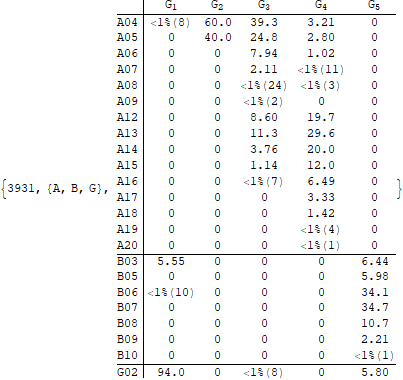 G1 G2 G3 G4 G5
A04 <1%(8) 60.0 39.3 3.21 0
A05 0 40.0 24.8 2.80 0
A06 0 0 7.94 1.02 0
A07 0 0 2.11 <1%(11) 0
A08 0 0 <1%(24) <1%(3) 0
A09 0 0 <1%(2) 0 0
A12 0 0 8.60 19.7 0
A13 0 0 11.3 29.6 0
A14 0 0 3.76 20.0 0
A15 0 0 1.14 12.0 0
{3931, {A, B, G}, A16 0 0 <1%(7) 6.49 0 }
A17 0 0 0 3.33 0
A18 0 0 0 1.42 0
A19 0 0 0 <1%(4) 0
A20 0 0 0 <1%(1) 0
B03 5.55 0 0 0 6.44
B05 0 0 0 0 5.98
B06 <1%(10) 0 0 0 34.1
B07 0 0 0 0 34.7
B08 0 0 0 0 10.7
B09 0 0 0 0 2.21
B10 0 0 0 0 <1%(1)
G02 94.0 0 <1%(8) 0 5.80